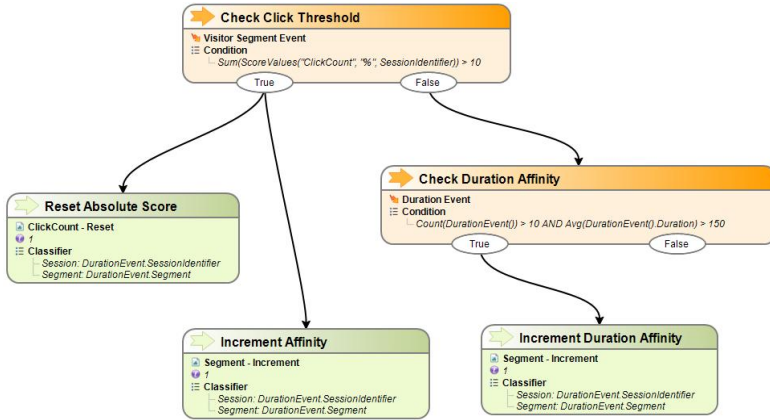 Check Click Threshold
Visitor Segment Event
Condition
Sum(ScoreValues("ClickCount", "%", SessionIdentifier)) > 10
True
False
Check Duration Affinity
Duration Event
Condition
Count(DurationEvent()) > 10 AND Avg(DurationEvent().Duration) > 150
True
False
Reset Absolute Score
ClickCount - Reset
1
Classifier
Session: DurationEvent.SessionIdentifier
Segment: DurationEvent.Segment
Increment Affinity
Segment - Increment
1
Classifier
Session: DurationEvent.SessionIdentifier
Segment: DurationEvent.Segment
Increment Duration Affinity
Segment - Increment
1
Classifier
Session: DurationEvent.SessionIdentifier
Segment: DurationEvent.Segment